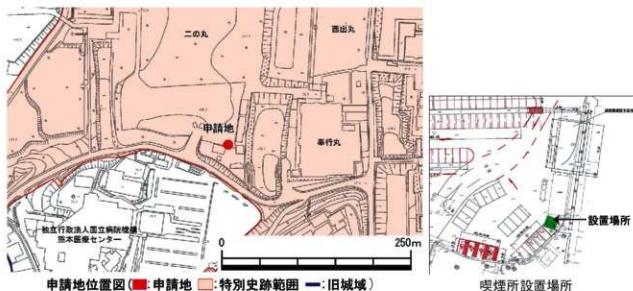 二の丸
西出丸
申請地
奉行丸
独立行政法人国立病院機構
熊本医療センター
0 250m
設置場所
申請地位置図(■:申請地 □:特別史跡範囲 ━:旧城域)
喫煙所設置場所